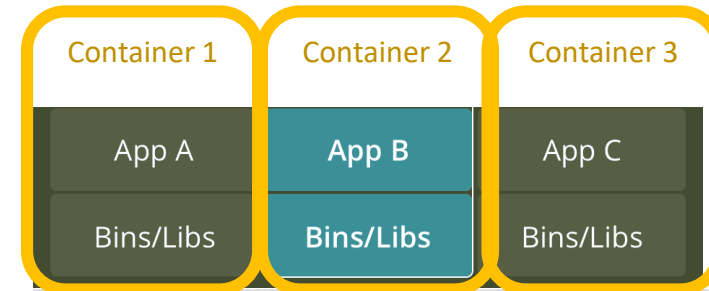 Container 1
Container 2
Container 3
App A
App B
App C
Bins/Libs
Bins/Libs
Bins/Libs